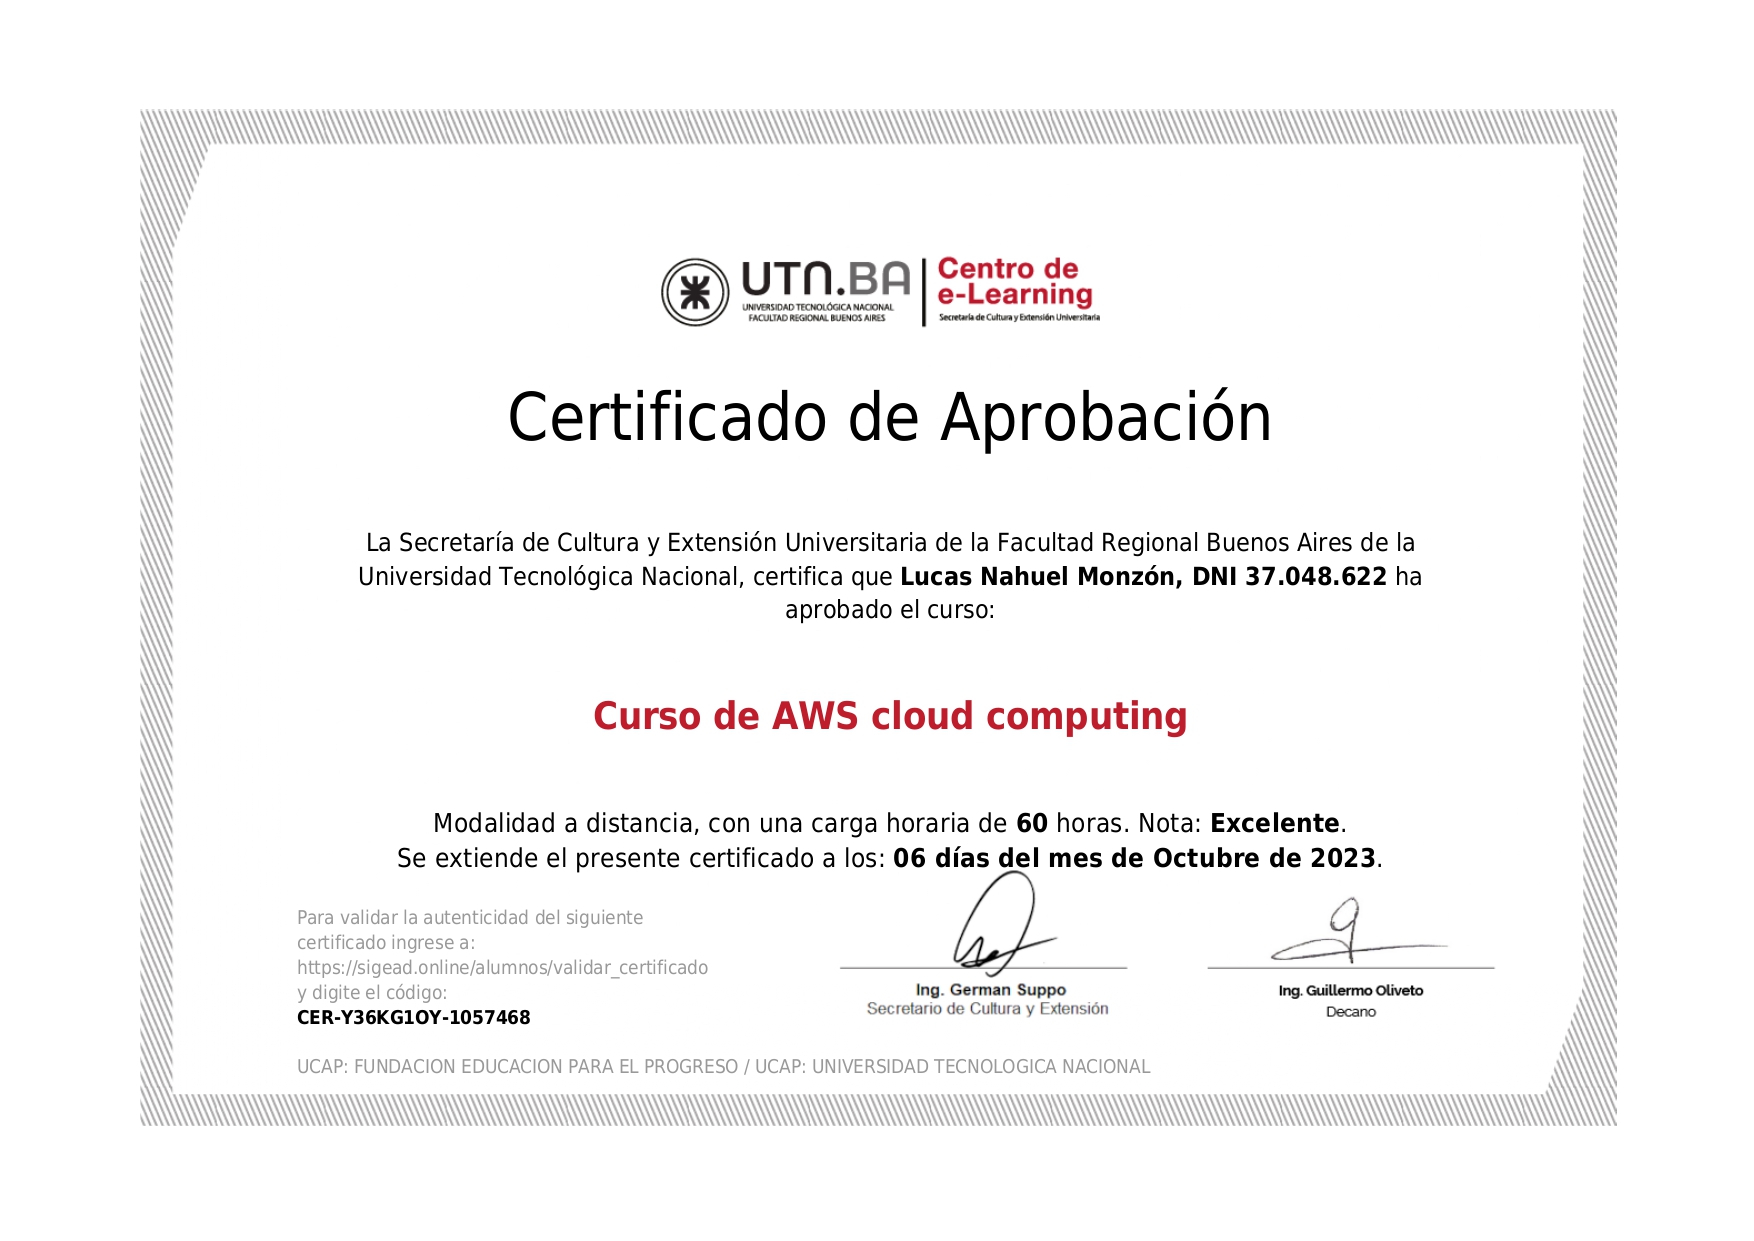 UTN.BA
UNIVERSIDAD TECNOLÓGICA NACIONAL
FACULTAD REGIONAL BUENOS AIRES
Centro de
e-Learning
Secretaría de Cultura y Extensión Universitaria
Certificado de Aprobación
La Secretaría de Cultura y Extensión Universitaria de la Facultad Regional Buenos Aires de la
Universidad Tecnológica Nacional, certifica que Lucas Nahuel Monzón, DNI 37.048.622 ha
aprobado el curso:
Curso de AWS cloud computing
Modalidad a distancia, con una carga horaria de 60 horas. Nota: Excelente.
Se extiende el presente certificado a los: 06 días del mes de Octubre de 2023.
Para validar la autenticidad del siguiente
certificado ingrese a:
https://sigead.online/alumnos/validar_certificado
y digite el código:
CER-Y36KG1OY-1057468
Ing. German Suppo
Secretario de Cultura y Extensión
Ing. Guillermo Oliveto
Decano
UCAP: FUNDACION EDUCACION PARA EL PROGRESO / UCAP: UNIVERSIDAD TECNOLOGICA NACIONAL